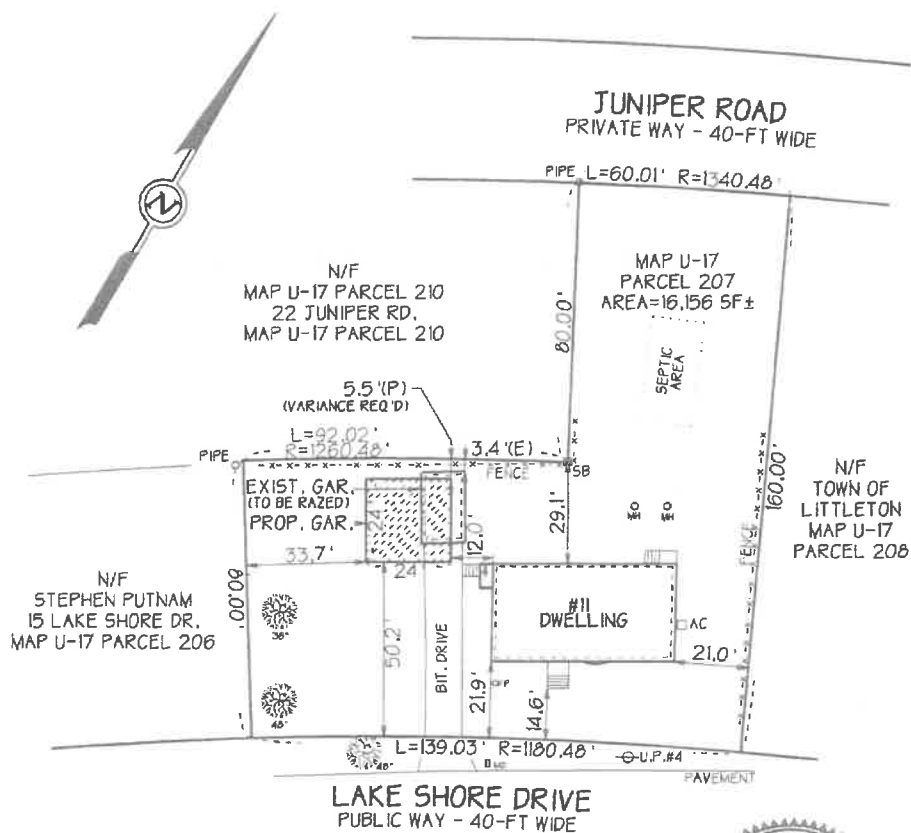 JUNIPER ROAD
PRIVATE WAY - 40-FT WIDE
PIPE L=60.01' R=1340.48'
N
N/F
MAP U-17 PARCEL 210
22 JUNIPER RD.
MAP U-17 PARCEL 210
MAP U-17
PARCEL 207
AREA=16,156 SF±
80.00'
SEPTIC
AREA
5.5'(P)
(VARIANCE REQ'D)
L=92.02'
R=1260.48'
3.4'(E)
PIPE
FENCE
SB
EXIST. GAR.
(TO BE RAZED)
PROP. GAR.
24
24
12.0'
29.1'
33.7'
160.00'
FENCE
N/F
TOWN OF
LITTLETON
MAP U-17
PARCEL 208
N/F
STEPHEN PUTNAM
15 LAKE SHORE DR.
MAP U-17 PARCEL 206
80.00'
36"
48"
50.2'
BIT. DRIVE
#11
DWELLING
AC
21.0'
21.9'
14.6'
L=139.03' R=1180.48'
U.P.#4
PAVEMENT
LAKE SHORE DRIVE
PUBLIC WAY - 40-FT WIDE